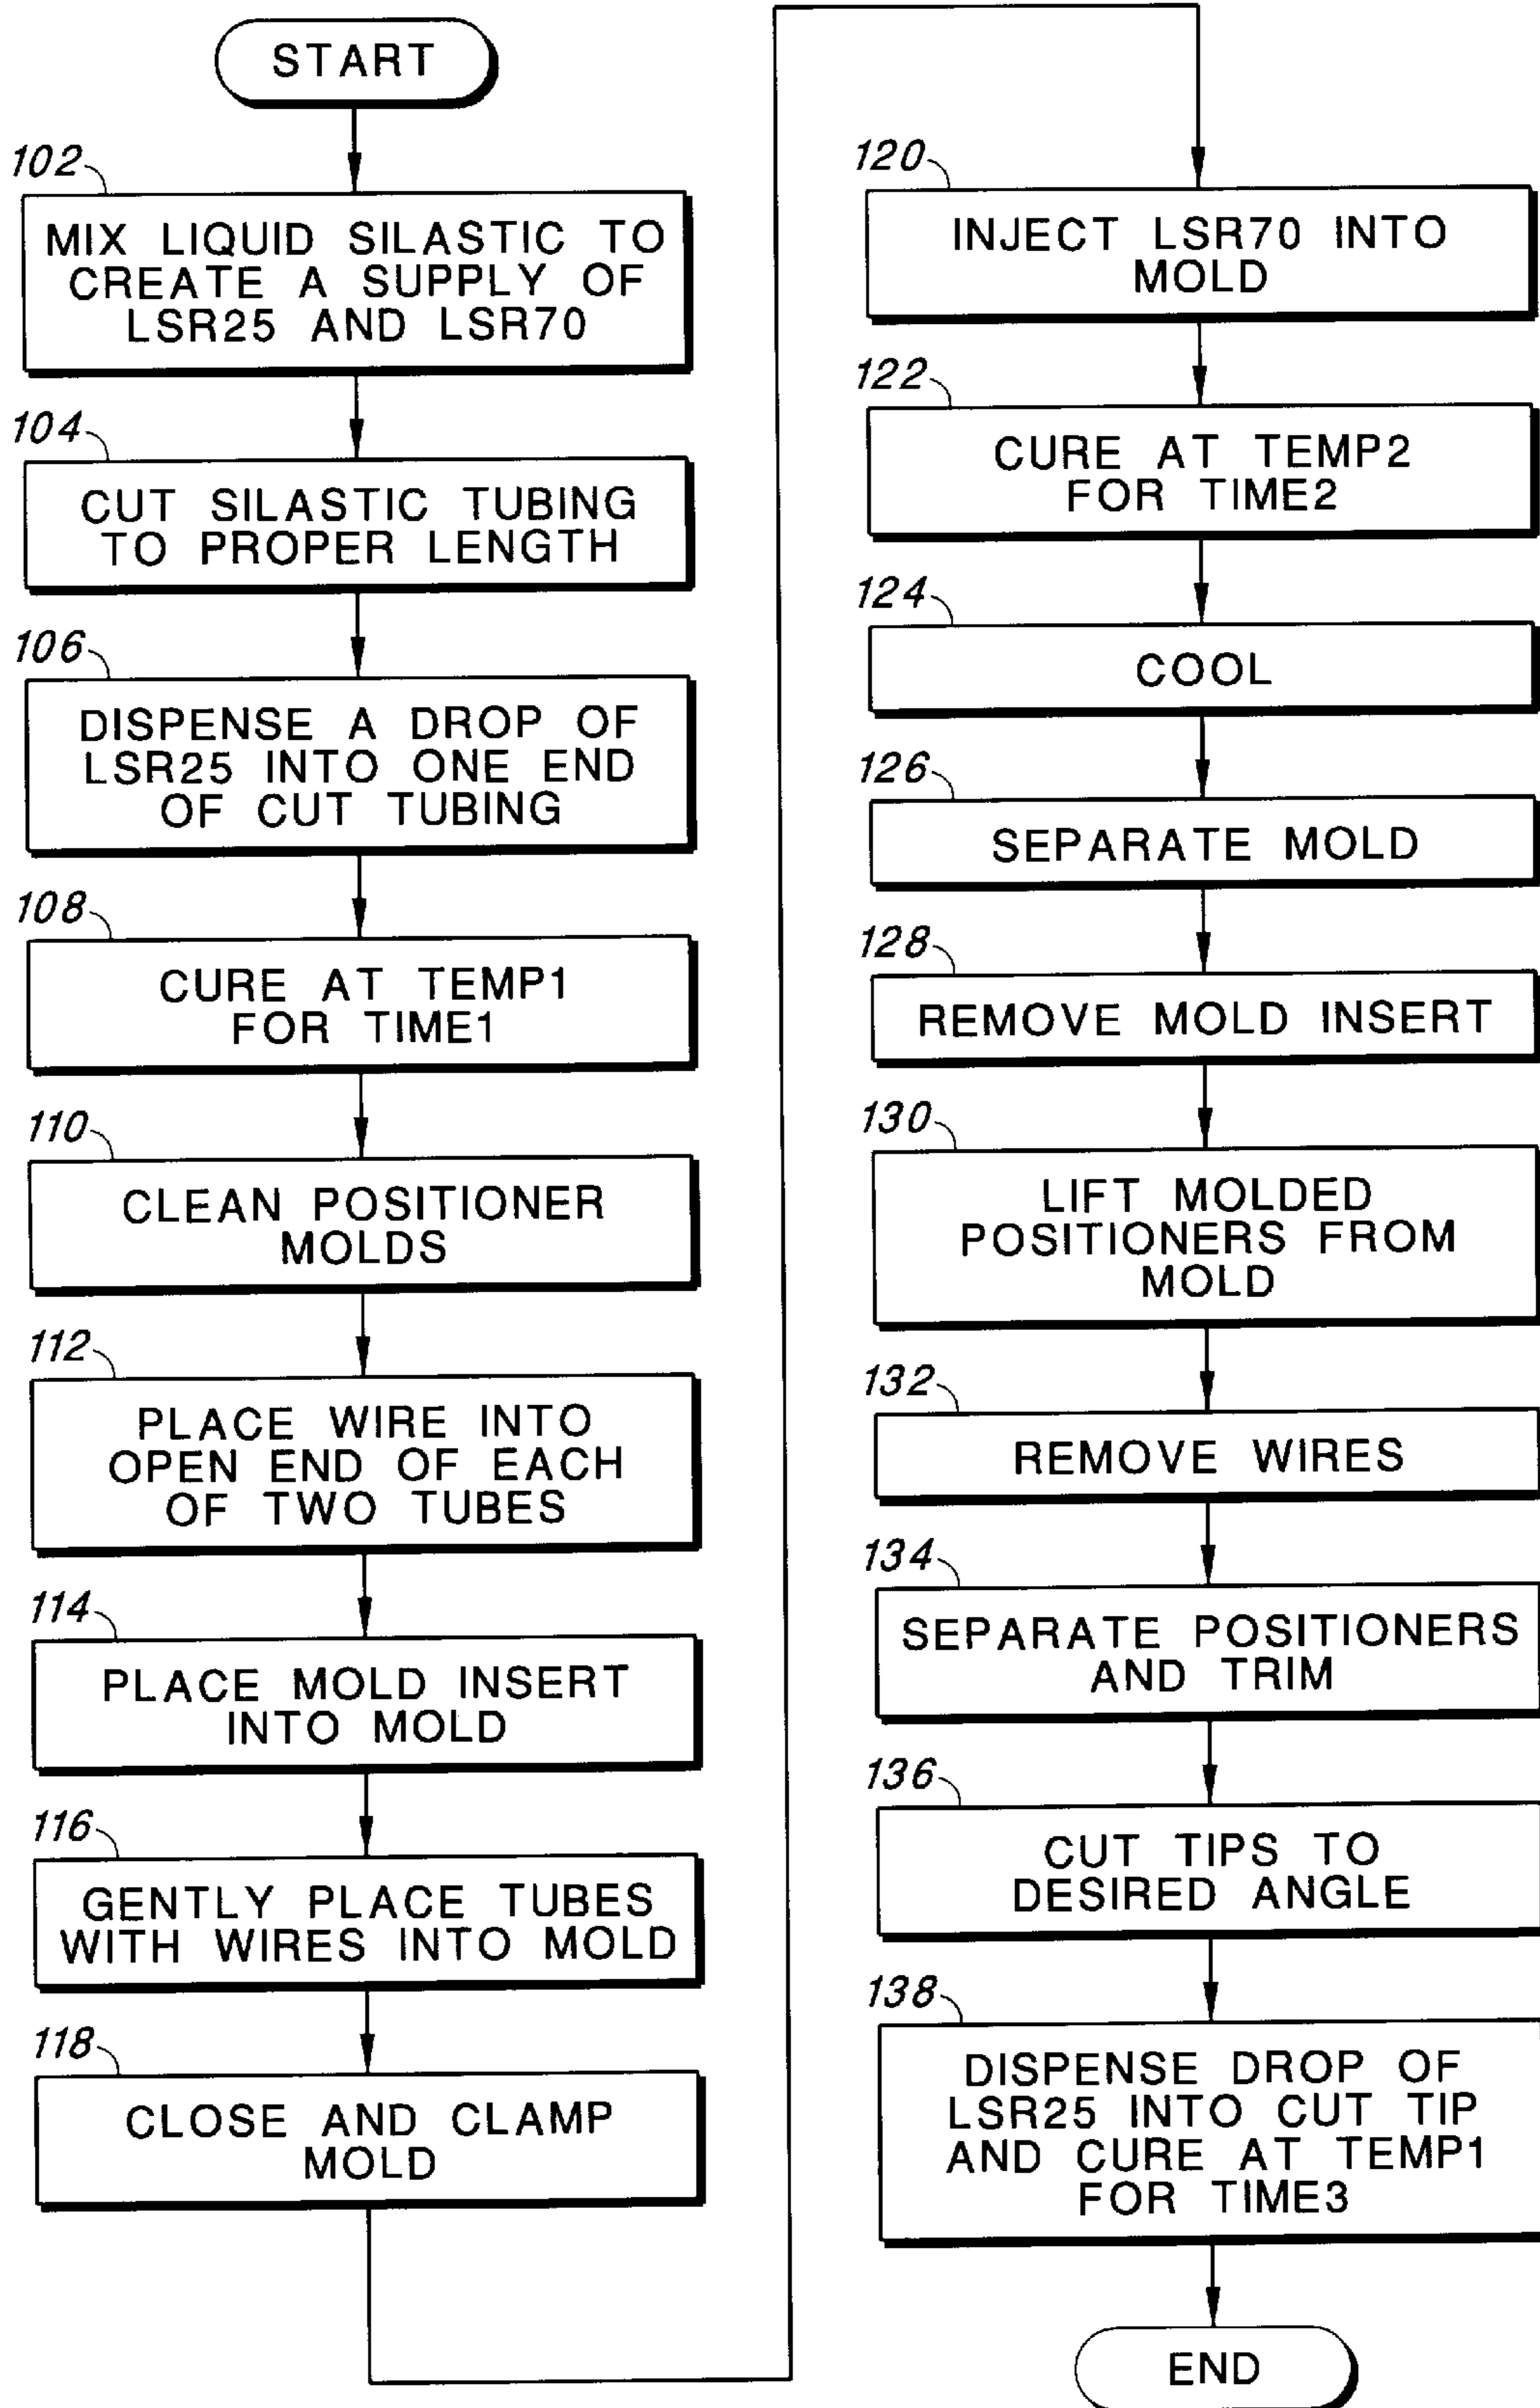 START
102
MIX LIQUID SILASTIC TO
CREATE A SUPPLY OF
LSR25 AND LSR70
104
CUT SILASTIC TUBING
TO PROPER LENGTH
106
DISPENSE A DROP OF
LSR25 INTO ONE END
OF CUT TUBING
108
CURE AT TEMP1
FOR TIME1
110
CLEAN POSITIONER
MOLDS
112
PLACE WIRE INTO
OPEN END OF EACH
OF TWO TUBES
114
PLACE MOLD INSERT
INTO MOLD
116
GENTLY PLACE TUBES
WITH WIRES INTO MOLD
118
CLOSE AND CLAMP
MOLD
120
INJECT LSR70 INTO
MOLD
122
CURE AT TEMP2
FOR TIME2
124
COOL
126
SEPARATE MOLD
128
REMOVE MOLD INSERT
130
LIFT MOLDED
POSITIONERS FROM
MOLD
132
REMOVE WIRES
134
SEPARATE POSITIONERS
AND TRIM
136
CUT TIPS TO
DESIRED ANGLE
138
DISPENSE DROP OF
LSR25 INTO CUT TIP
AND CURE AT TEMP1
FOR TIME3
END